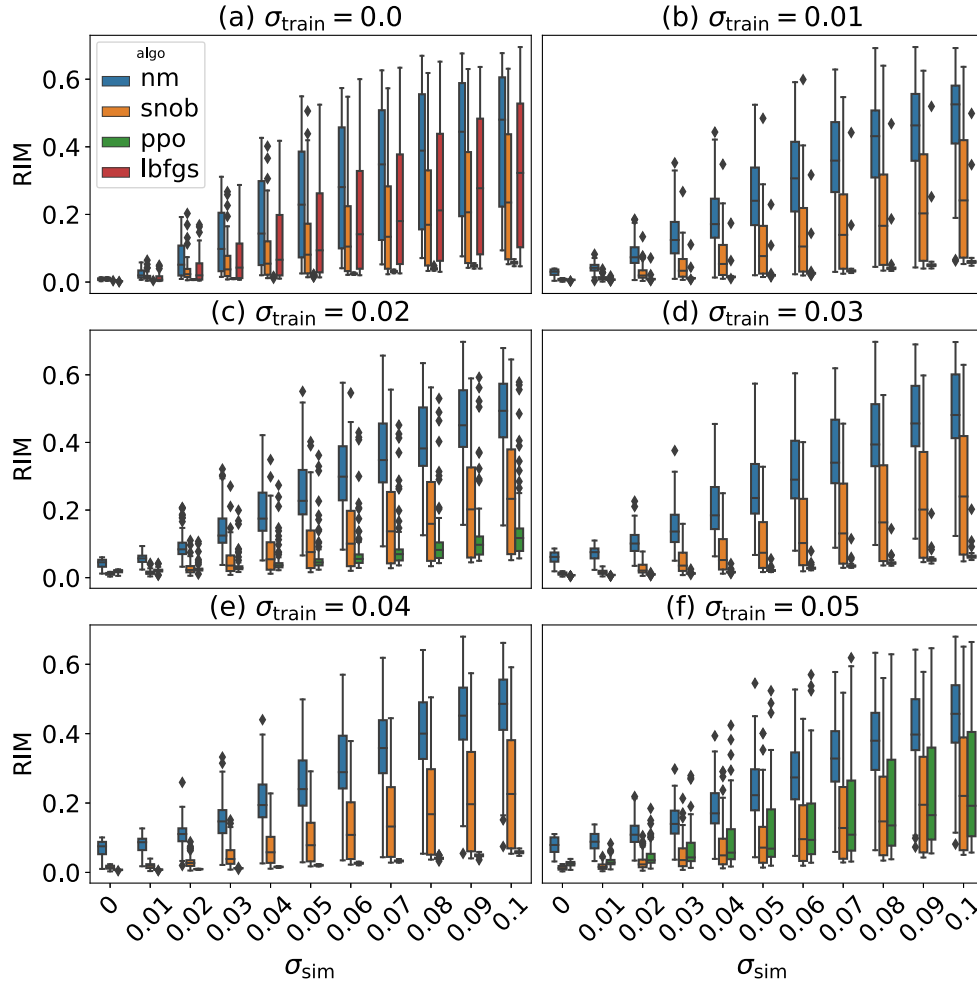 (a) σtrain = 0.0
(b) σtrain = 0.01
RIM
0.6
0.4
0.2
0.0
algo
nm
snob
ppo
lbfgs
(c) σtrain = 0.02
(d) σtrain = 0.03
RIM
0.6
0.4
0.2
0.0
(e) σtrain = 0.04
(f) σtrain = 0.05
RIM
0.6
0.4
0.2
0.0
0 0.01 0.02 0.03 0.04 0.05 0.06 0.07 0.08 0.09 0.1
0 0.01 0.02 0.03 0.04 0.05 0.06 0.07 0.08 0.09 0.1
σsim
σsim